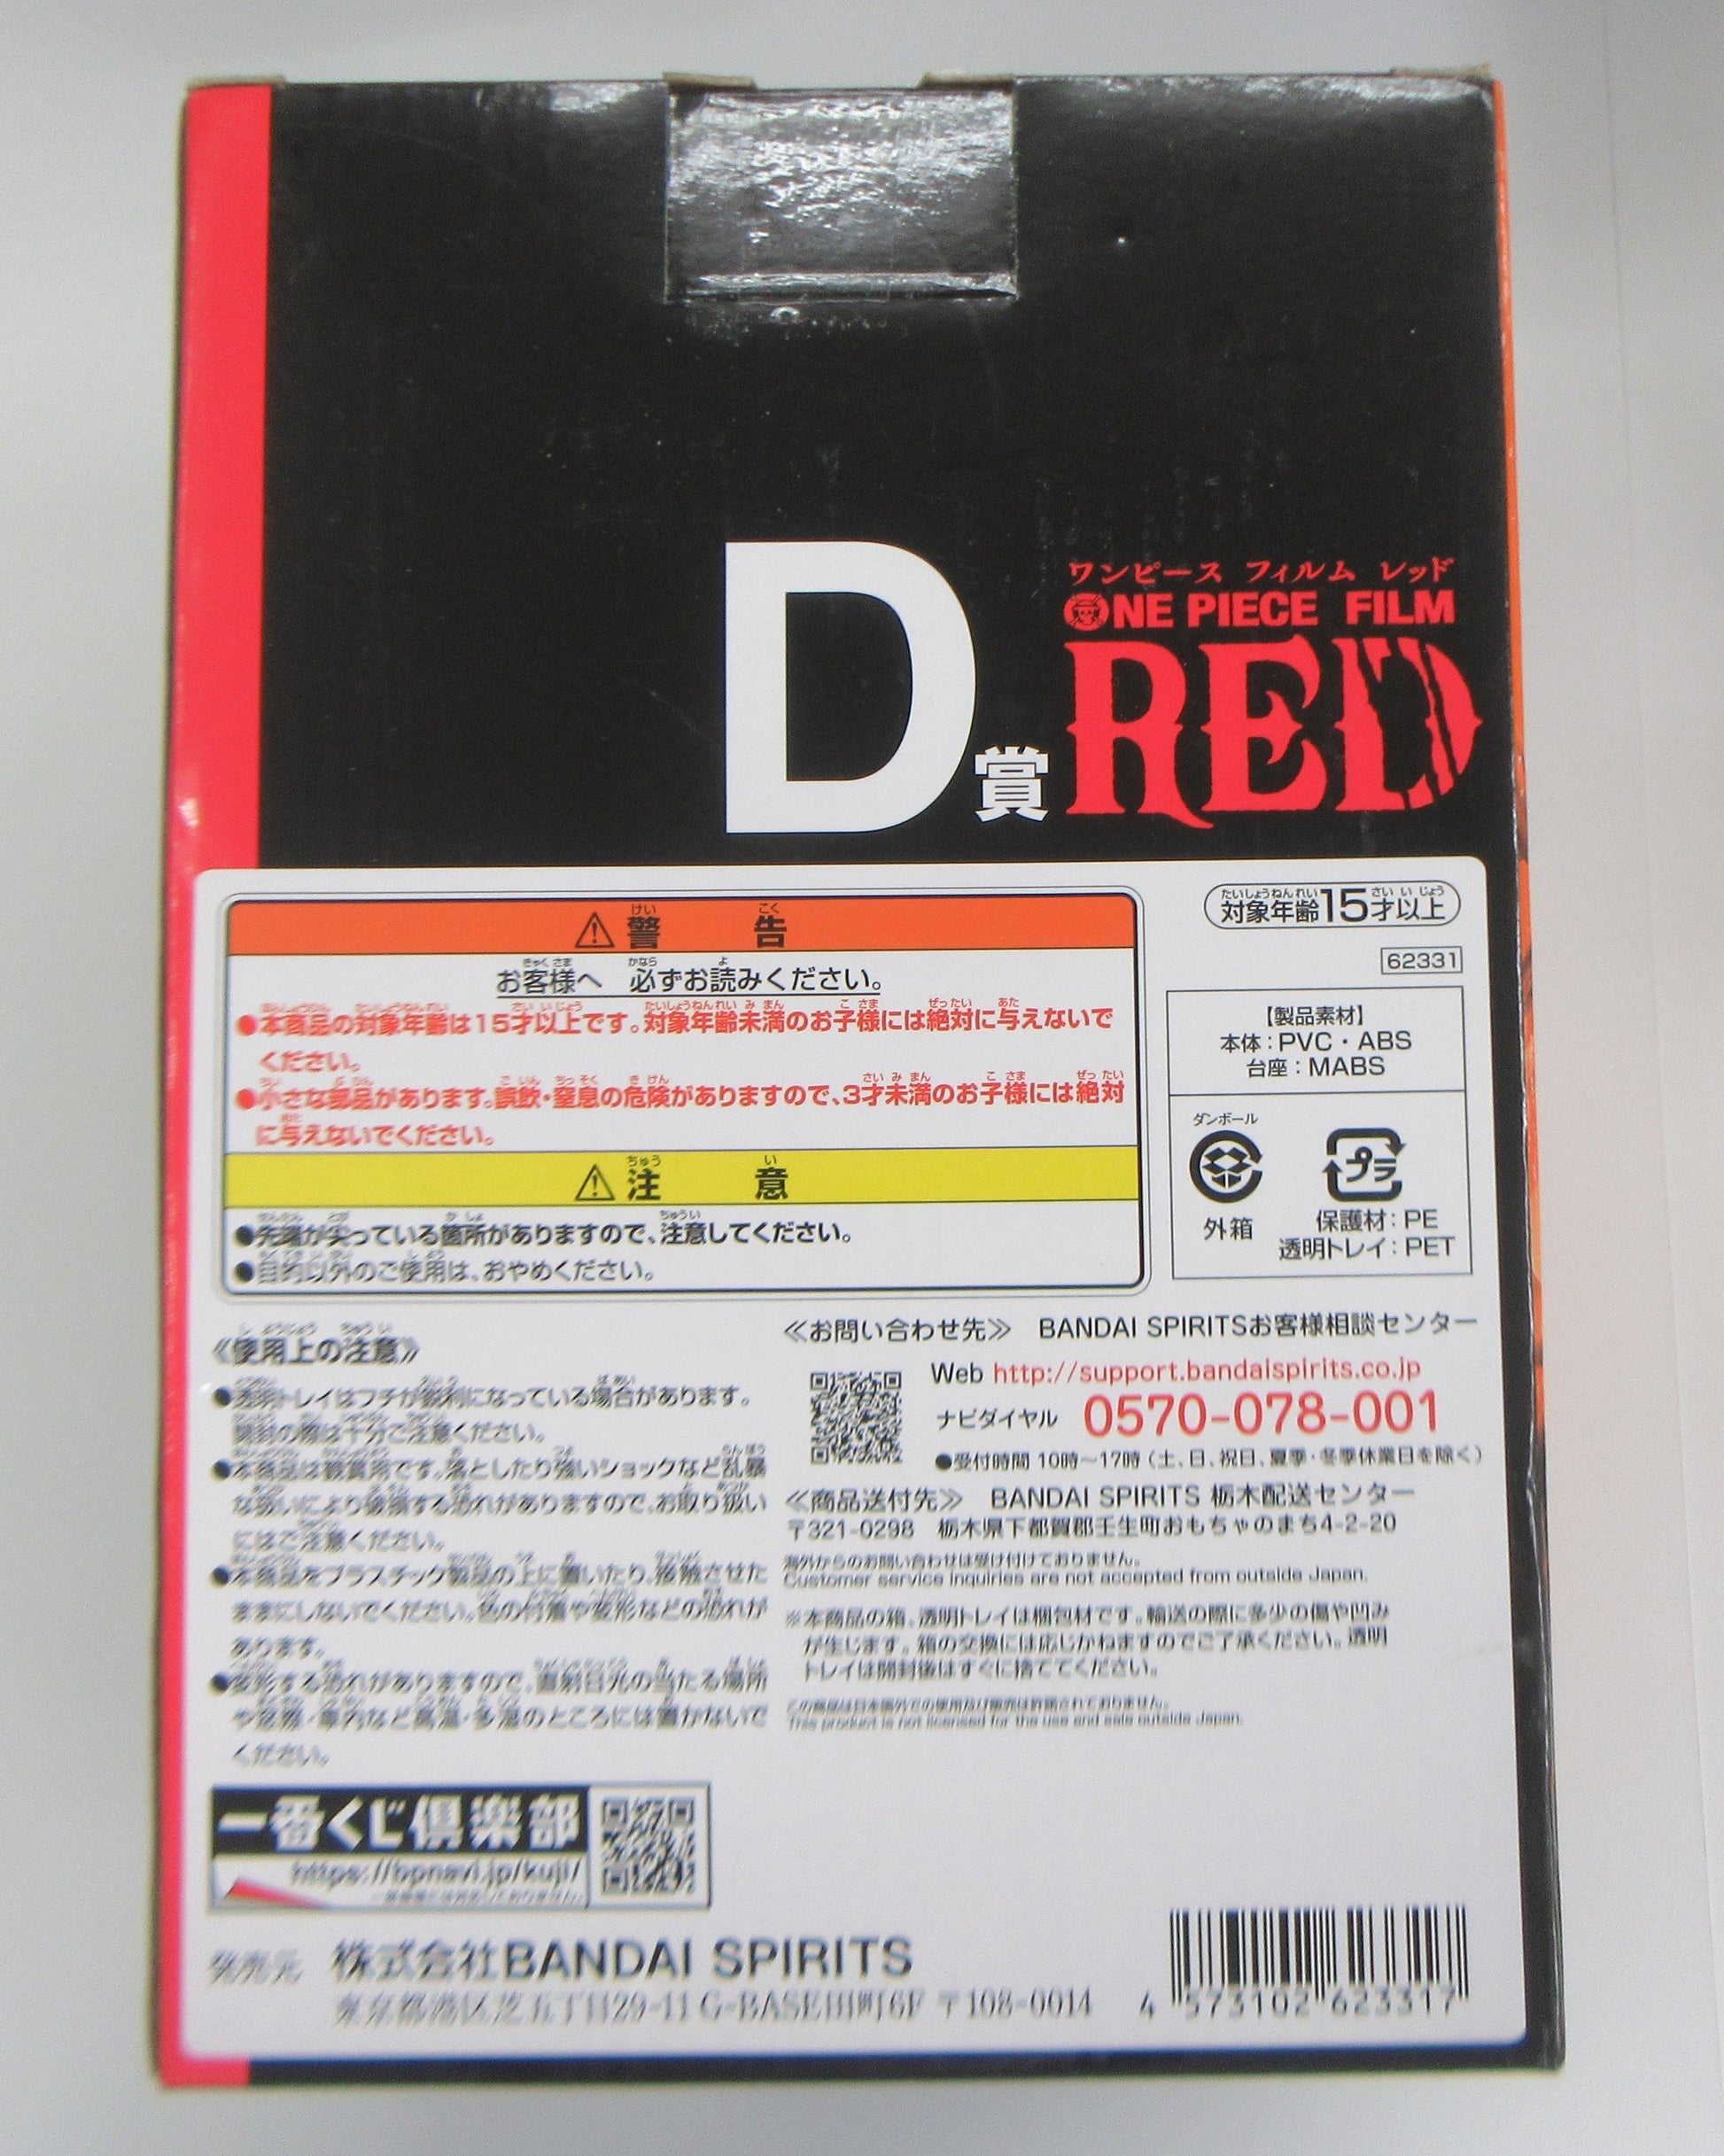 ワンピース フィルム レッド
ONE PIECE FILM
RED
D賞
警告
お客様へ 必ずお読みください。
●本商品の対象年齢は15才以上です。対象年齢未満のお子様には絶対に与えないで
ください。
●小さな部品があります。誤飲・窒息の危険がありますので、3才未満のお子様には絶対
に与えないでください。
注意
●先端が尖っている箇所がありますので、注意してください。
●目的以外のご使用は、おやめください。
対象年齢15才以上
62331
【製品素材】
本体：PVC・ABS
台座：MABS
ダンボール
外箱
プラ
保護材：PE
透明トレイ：PET
《使用上の注意》
●透明トレイはフチが鋭利になっている場合があります。
開封の際は十分ご注意ください。
●本商品は観賞用です。落としたり強いショックなど乱暴
な扱いにより破損する恐れがありますので、お取り扱い
にはご注意ください。
●本商品をプラスチック製品の上に置いたり、接触させた
ままにしないでください。色の付着や変形などの恐れが
あります。
●変形する恐れがありますので、直射日光の当たる場所
や浴槽・車内など高温・多湿のところには置かないで
ください。
≪お問い合わせ先≫ BANDAI SPIRITSお客様相談センター
Web http://support.bandaispirits.co.jp
ナビダイヤル 0570-078-001
●受付時間 10時～17時（土、日、祝日、夏季・冬季休業日を除く）
≪商品送付先≫ BANDAI SPIRITS 栃木配送センター
〒321-0298 栃木県下都賀郡壬生町おもちゃのまち4-2-20
海外からのお問い合わせは受け付けておりません。
Customer service inquiries are not accepted from outside Japan.
※本商品の箱、透明トレイは梱包材です。輸送の際に多少の傷や凹み
が生じます。箱の交換には応じかねますのでご了承ください。透明
トレイは開封後はすぐに捨ててください。
この商品は日本国外での使用及び販売は許諾されておりません。
This product is not licensed for the use and sale outside Japan.
一番くじ倶楽部
https://bpnavi.jp/kuji/
発売元 株式会社BANDAI SPIRITS
東京都港区芝五丁目29-11 G-BASE田町6F 〒108-0014
4 573102 623317